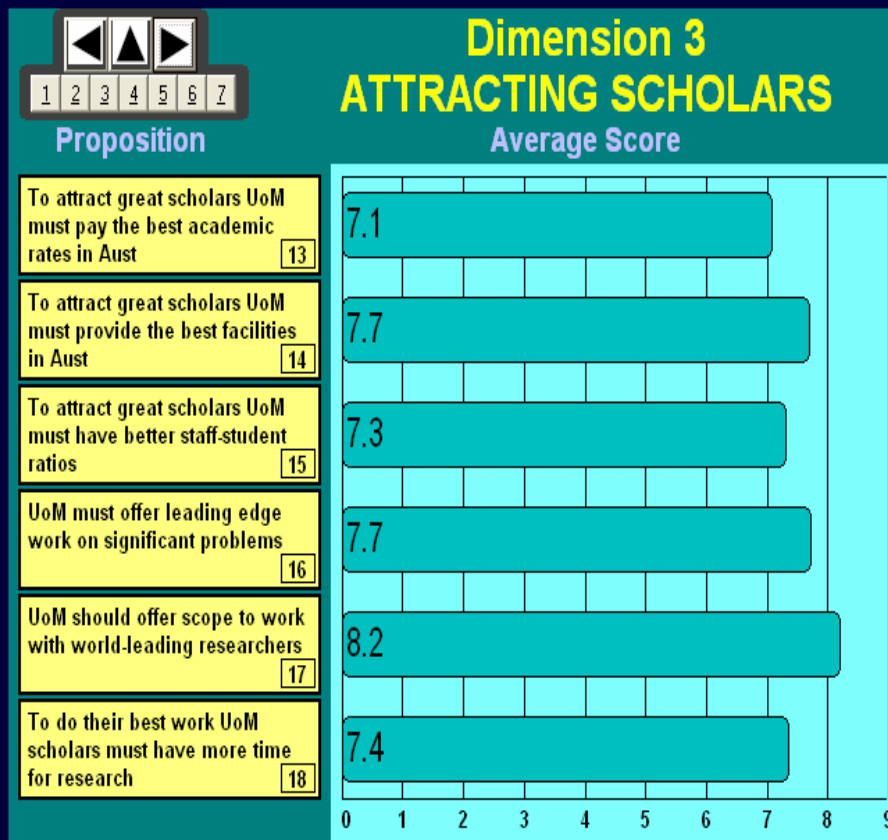 Dimension 3
ATTRACTING SCHOLARS
1 2 3 4 5 6 7
Proposition
Average Score
To attract great scholars UoM
must pay the best academic
rates in Aust
13
7.1
To attract great scholars UoM
must provide the best facilities
in Aust
14
7.7
To attract great scholars UoM
must have better staff-student
ratios
15
7.3
UoM must offer leading edge
work on significant problems
16
7.7
UoM should offer scope to work
with world-leading researchers
17
8.2
To do their best work UoM
scholars must have more time
for research
18
7.4
0 1 2 3 4 5 6 7 8 9